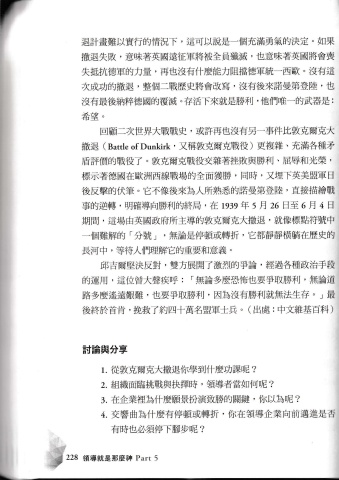 退計畫難以實行的情況下，這可以說是一個充滿勇氣的決定，如果
撤退失敗，意味著英國遠征軍將被全員殲滅，也意味著英國將會喪
失抵抗德軍的力量，再也沒有什麼能力阻擋德軍統一西歐。沒有這
次成功的撤退，整個二戰歷史將會改寫，沒有後來諾曼第登陸，也
沒有最後納粹德國的覆滅。存活下來就是勝利，他們唯一的武器是：
希望。
回顧二次世界大戰戰史，或許再也沒有另一事件比敦克爾克大
撤退（Battle of Dunkirk，又稱敦克爾克戰役）更複雜、充滿各種矛
盾評價的戰役了。敦克爾克戰役交雜著挫敗與勝利、屈辱和光榮，
標示著德國在歐洲西線戰場的全面獲勝，同時，又埋下英美盟軍日
後反擊的伏筆。它不像後來為人所熟悉的諾曼第登陸，直接描繪戰
事的逆轉，明確導向勝利的終局，在 1939 年 5 月 26 日至 6 月 4 日
期間，這場由英國政府所主導的敦克爾克大撤退，就像標點符號中
一個難解的「分號」，無論是停頓或轉折，它都靜靜橫躺在歷史的
長河中，等待人們理解它的重要和意義。
邱吉爾堅決反對，雙方展開了激烈的爭論，經過各種政治手段
的運用，這位曾大聲疾呼：「無論多麼恐怖也要爭取勝利，無論道
路多麼遙遠艱難，也要爭取勝利，因為沒有勝利就無法生存。」最
後終於首肯，挽救了約四十萬名盟軍士兵。（出處：中文維基百科）
討論與分享
1. 從敦克爾克大撤退你學到什麼功課呢？
2. 組織面臨挑戰與抉擇時，領導者當如何呢？
3. 在企業裡為什麼願景扮演致勝的關鍵，你以為呢？
4. 交響曲為什麼有停頓或轉折，你在領導企業向前邁進是否
有時也必須停下腳步呢？
228 領導就是那麼神 Part 5